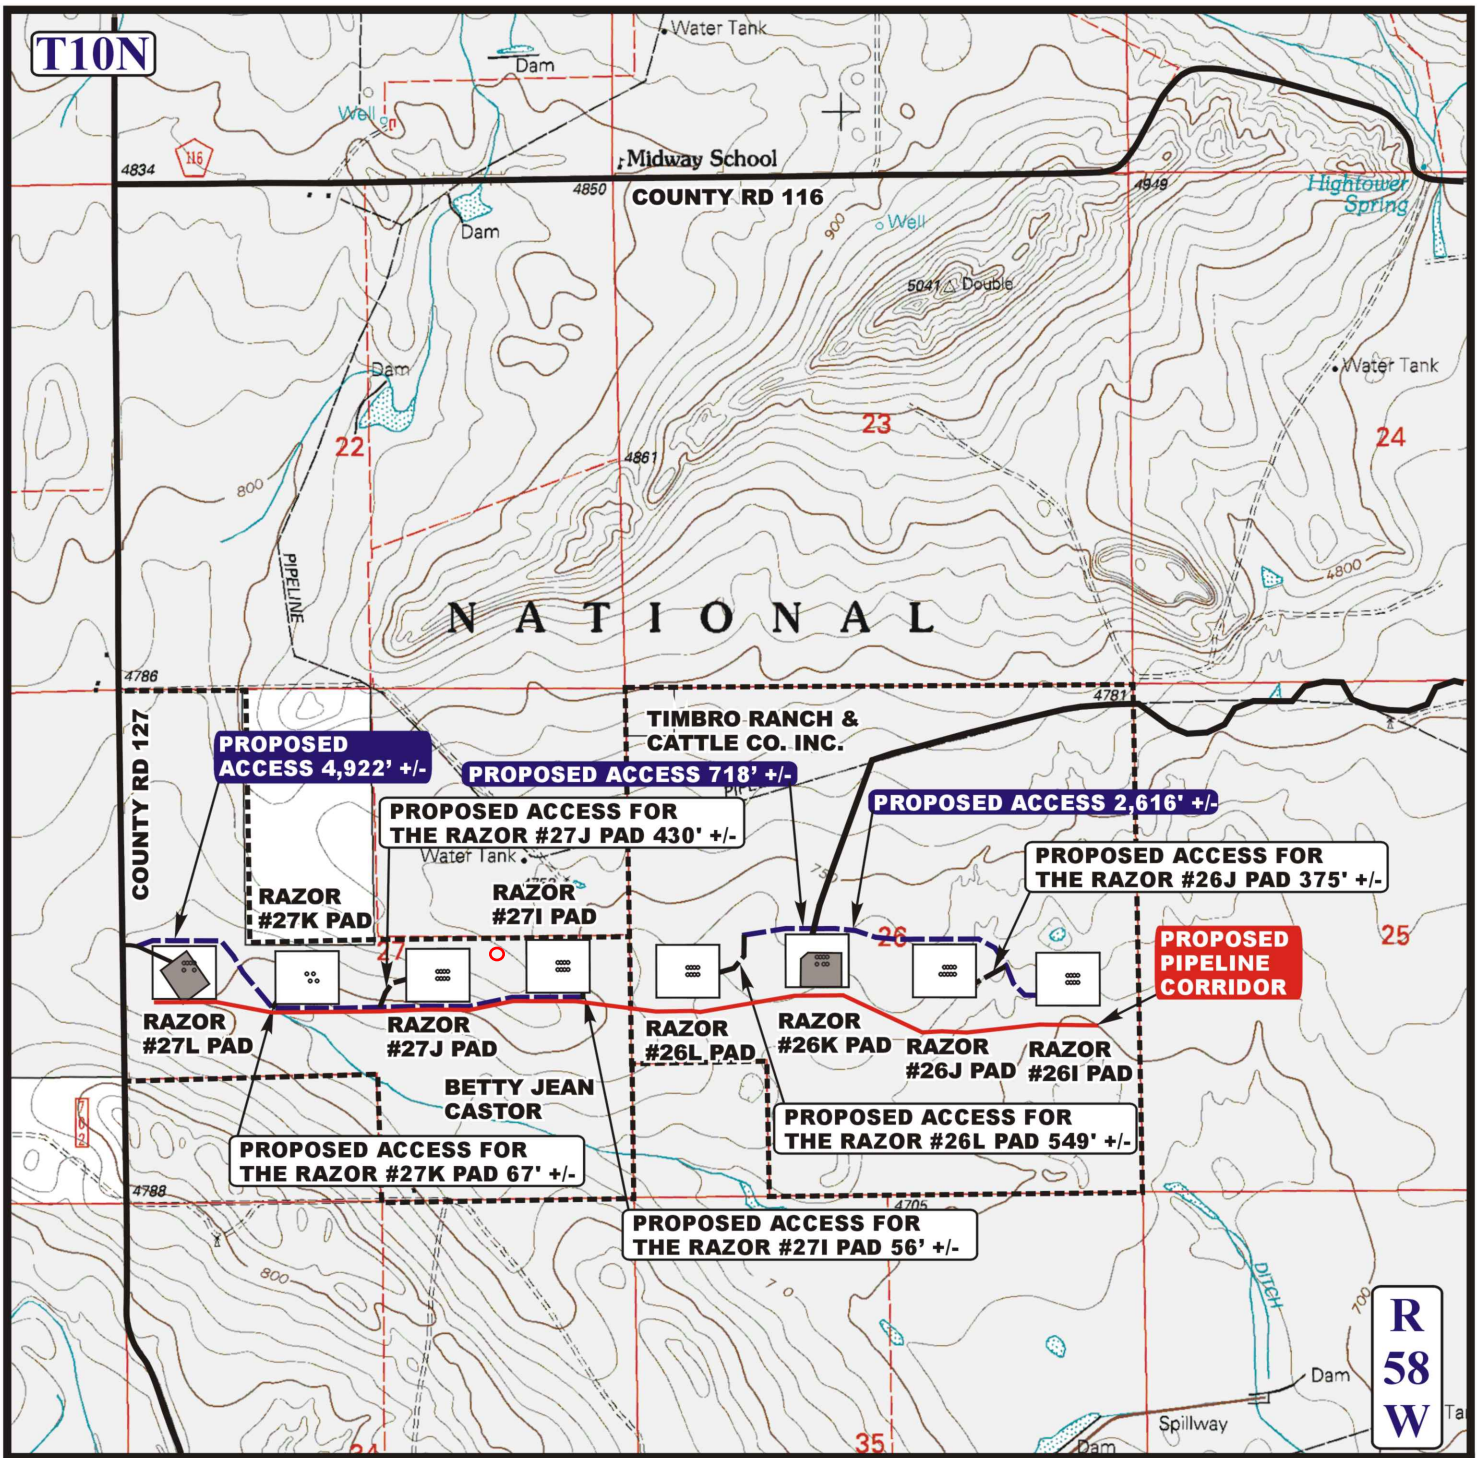 T10N
Water Tank
Dam
Well
116
4834
Midway School
4850
COUNTY RD 116
4949
Hightower
Spring
Dam
900
Well
5041
Double
Dam
Water Tank
22
23
24
4861
800
PIPELINE
4800
NATIONAL
4786
4781
COUNTY RD 127
TIMBRO RANCH &
CATTLE CO. INC.
PROPOSED
ACCESS 4,922' +/-
PROPOSED ACCESS 718' +/-
PROPOSED ACCESS 2,616' +/-
PROPOSED ACCESS FOR
THE RAZOR #27J PAD 430' +/-
Water Tank
750
PROPOSED ACCESS FOR
THE RAZOR #26J PAD 375' +/-
RAZOR
#27K PAD
RAZOR
#27I PAD
27
26
25
PROPOSED
PIPELINE
CORRIDOR
RAZOR
#27L PAD
RAZOR
#27J PAD
RAZOR
#26L PAD
RAZOR
#26K PAD
RAZOR
#26J PAD
RAZOR
#26I PAD
BETTY JEAN
CASTOR
702
PROPOSED ACCESS FOR
THE RAZOR #26L PAD 549' +/-
PROPOSED ACCESS FOR
THE RAZOR #27K PAD 67' +/-
4788
4705
PROPOSED ACCESS FOR
THE RAZOR #27I PAD 56' +/-
800
DITCH
700
R
58
W
Dam
Spillway
Dam
34
35